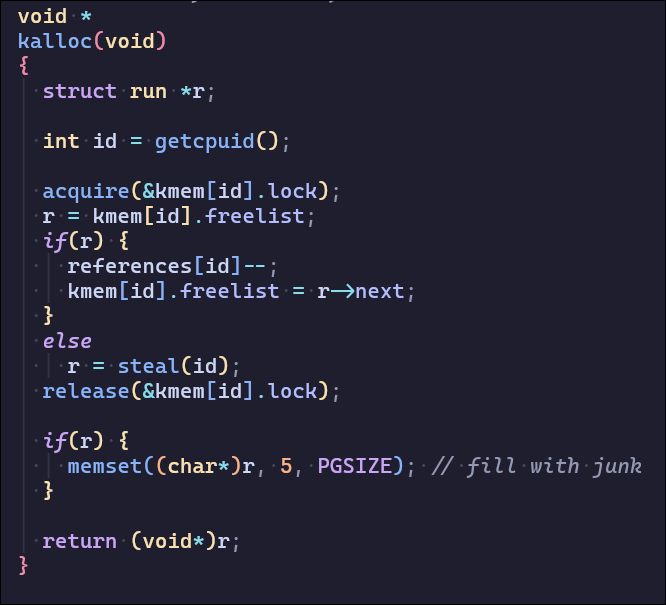 void *
kalloc(void)
{
struct run *r;
int id = getcpuid();
acquire(&kmem[id].lock);
r = kmem[id].freelist;
if(r) {
references[id]--;
kmem[id].freelist = r->next;
}
else
r = steal(id);
release(&kmem[id].lock);
if(r) {
memset((char*)r, 5, PGSIZE); // fill with junk
}
return (void*)r;
}